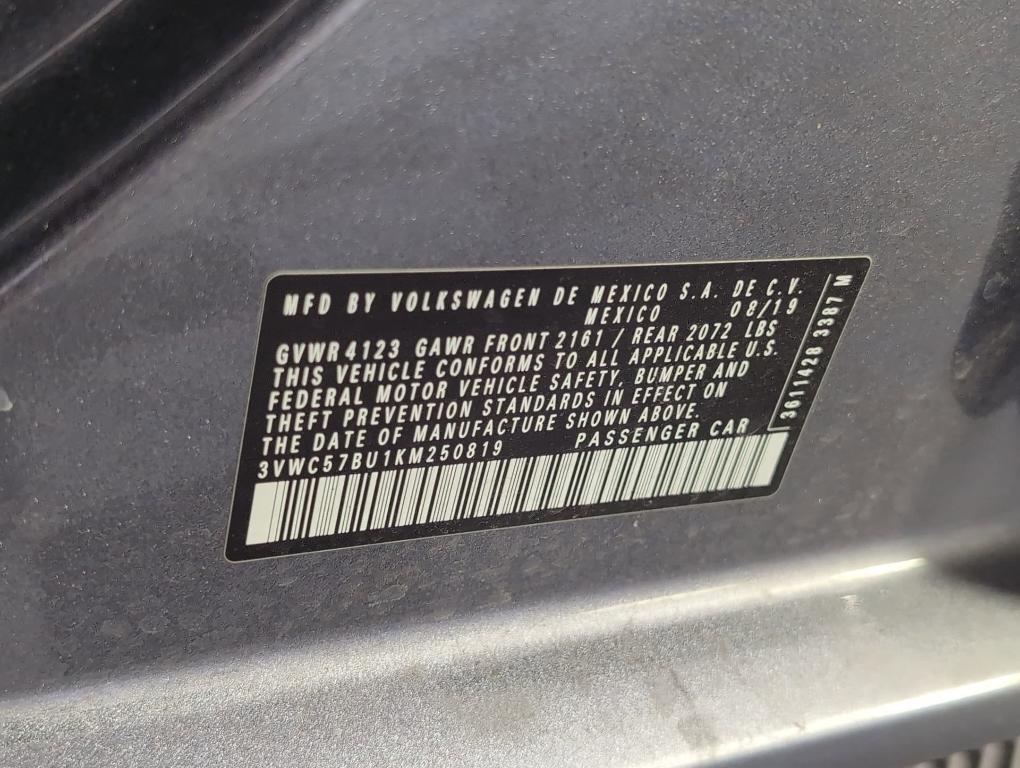 MFD BY VOLKSWAGEN DE MEXICO S.A. DE C.V.
MEXICO 08/19
GVWR 4123 GAWR FRONT 2161 / REAR 2072 LBS
THIS VEHICLE CONFORMS TO ALL APPLICABLE U.S.
FEDERAL MOTOR VEHICLE SAFETY, BUMPER AND
THEFT PREVENTION STANDARDS IN EFFECT ON
THE DATE OF MANUFACTURE SHOWN ABOVE.
3VWC57BU1KM250819 PASSENGER CAR
3611428 3387 M